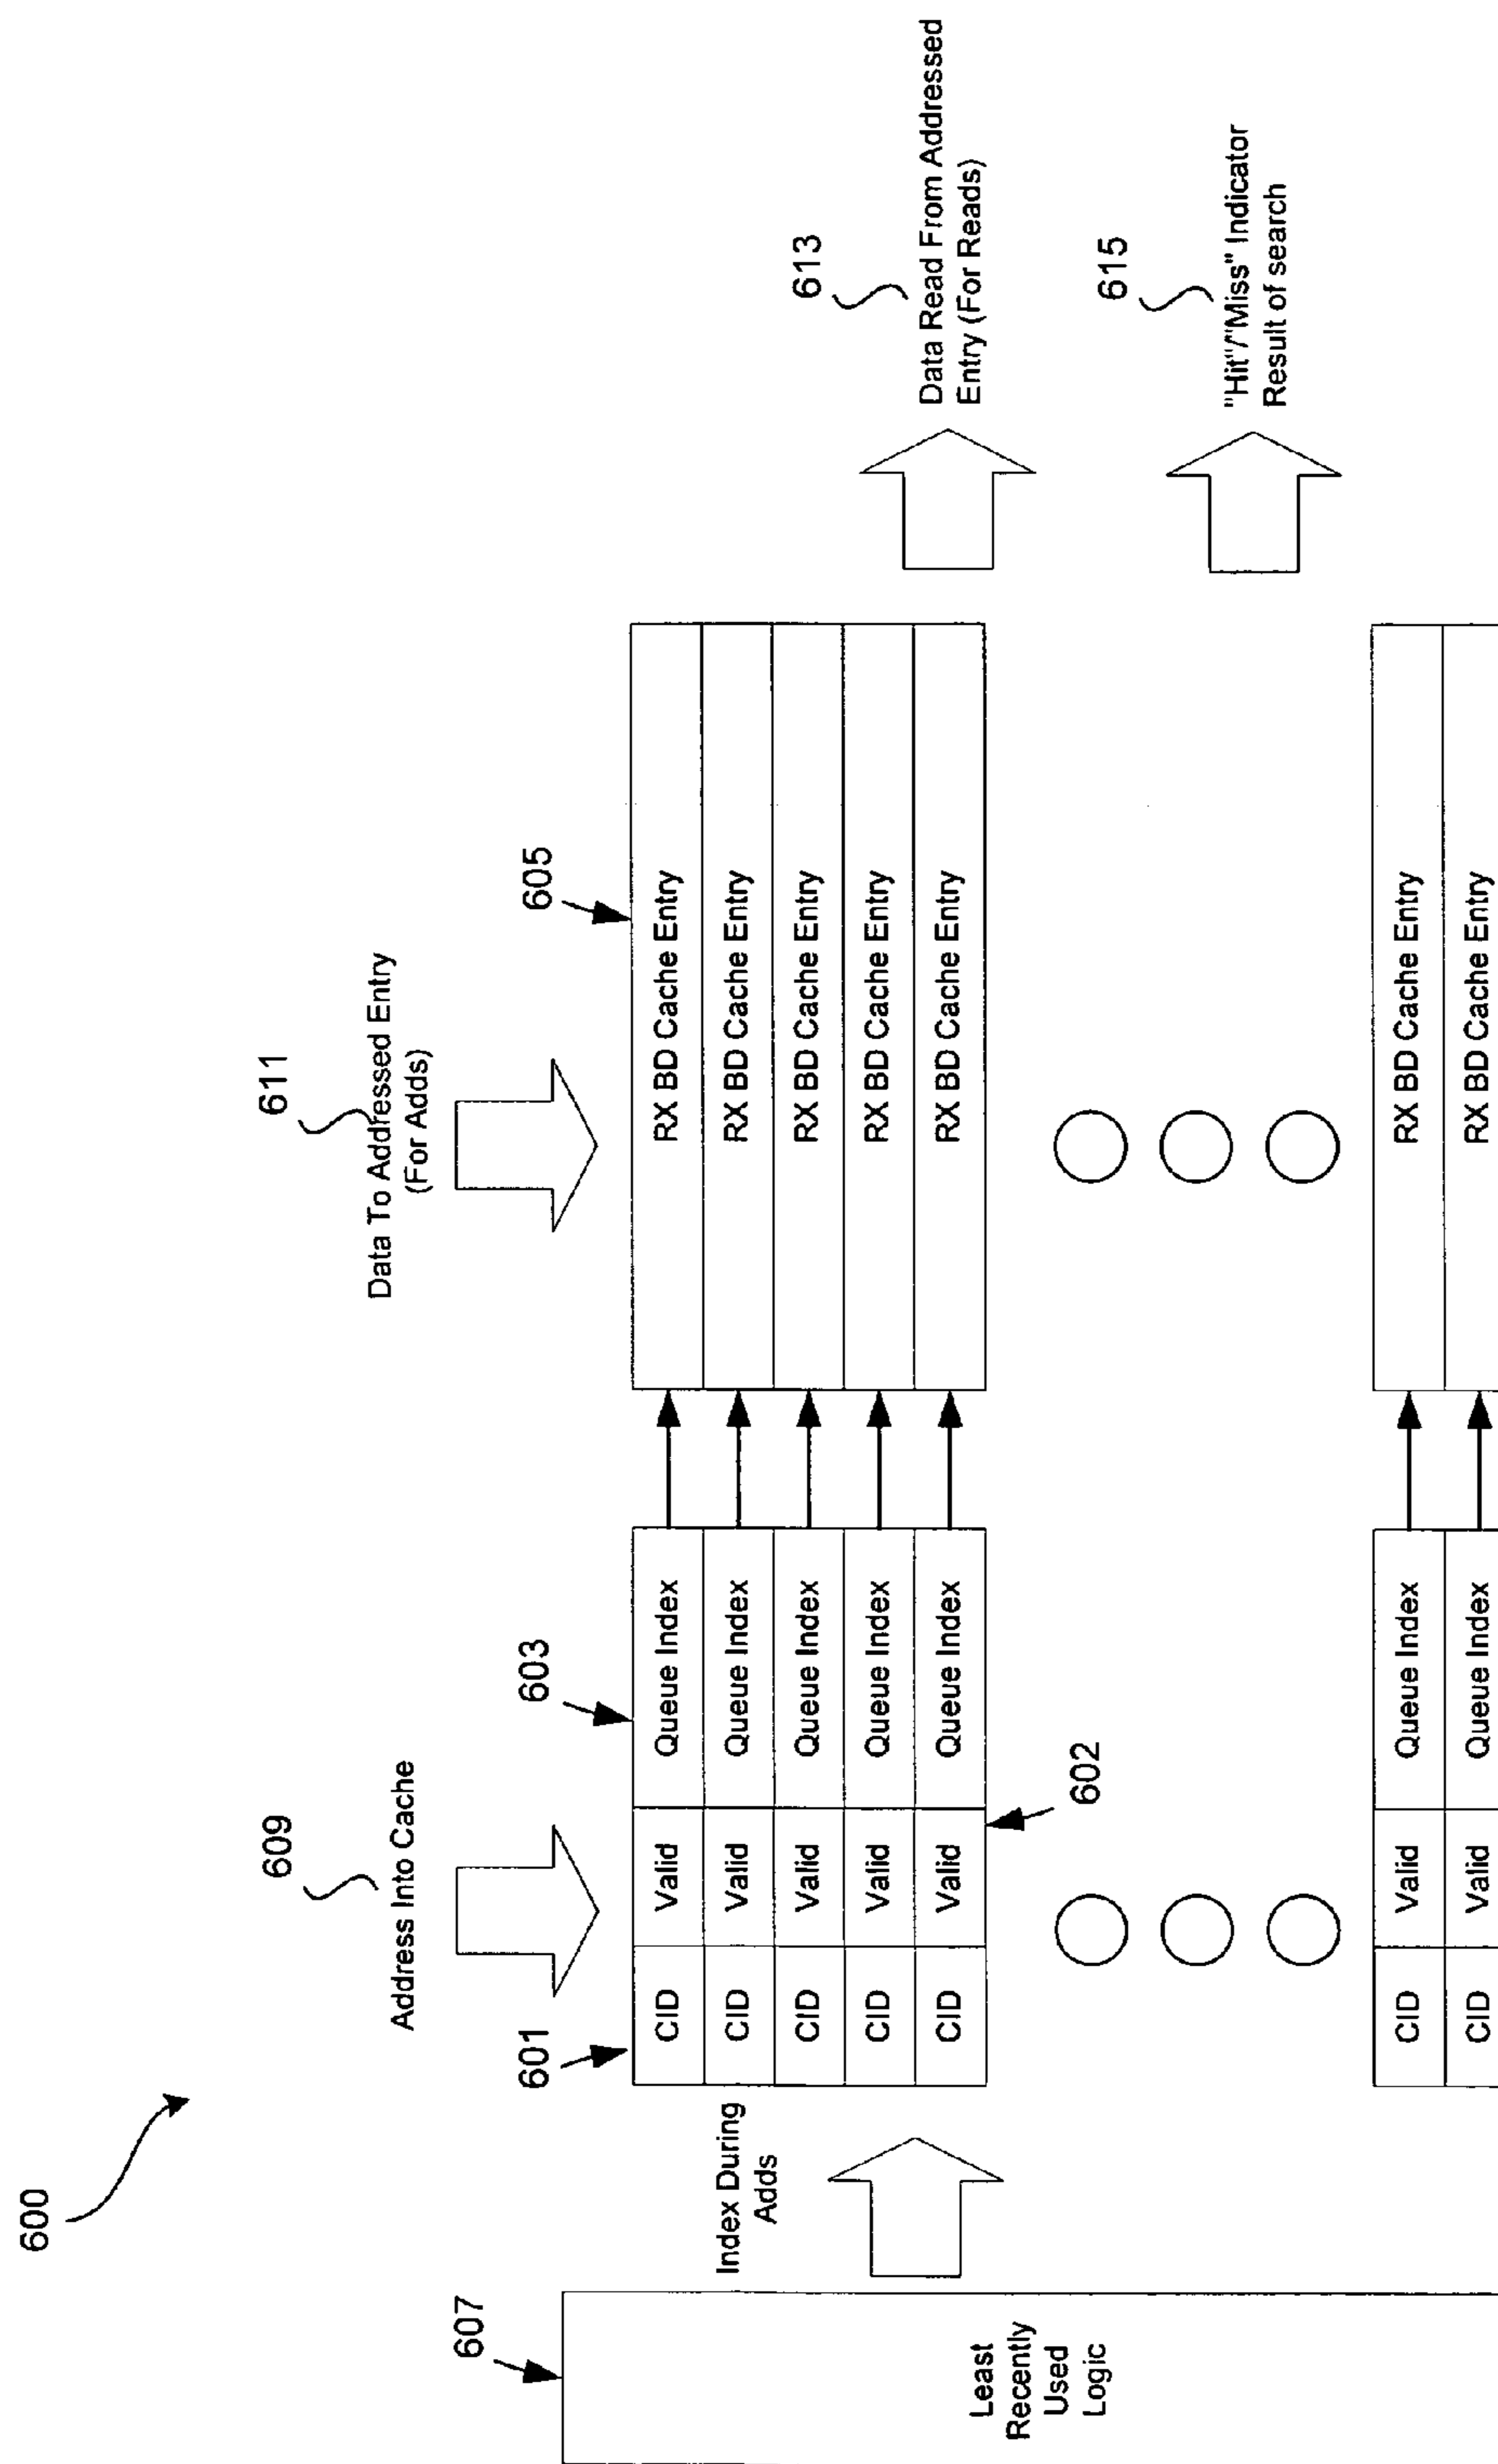 600
609
Address Into Cache
611
Data To Addressed Entry
(For Adds)
607
601
603
605
Index During
Adds
CID Valid Queue Index RX BD Cache Entry
CID Valid Queue Index RX BD Cache Entry
CID Valid Queue Index RX BD Cache Entry
CID Valid Queue Index RX BD Cache Entry
CID Valid Queue Index RX BD Cache Entry
602
613
Data Read From Addressed
Entry (For Reads)
615
"Hit"/"Miss" Indicator
Result of search
Least
Recently
Used
Logic
CID Valid Queue Index RX BD Cache Entry
CID Valid Queue Index RX BD Cache Entry